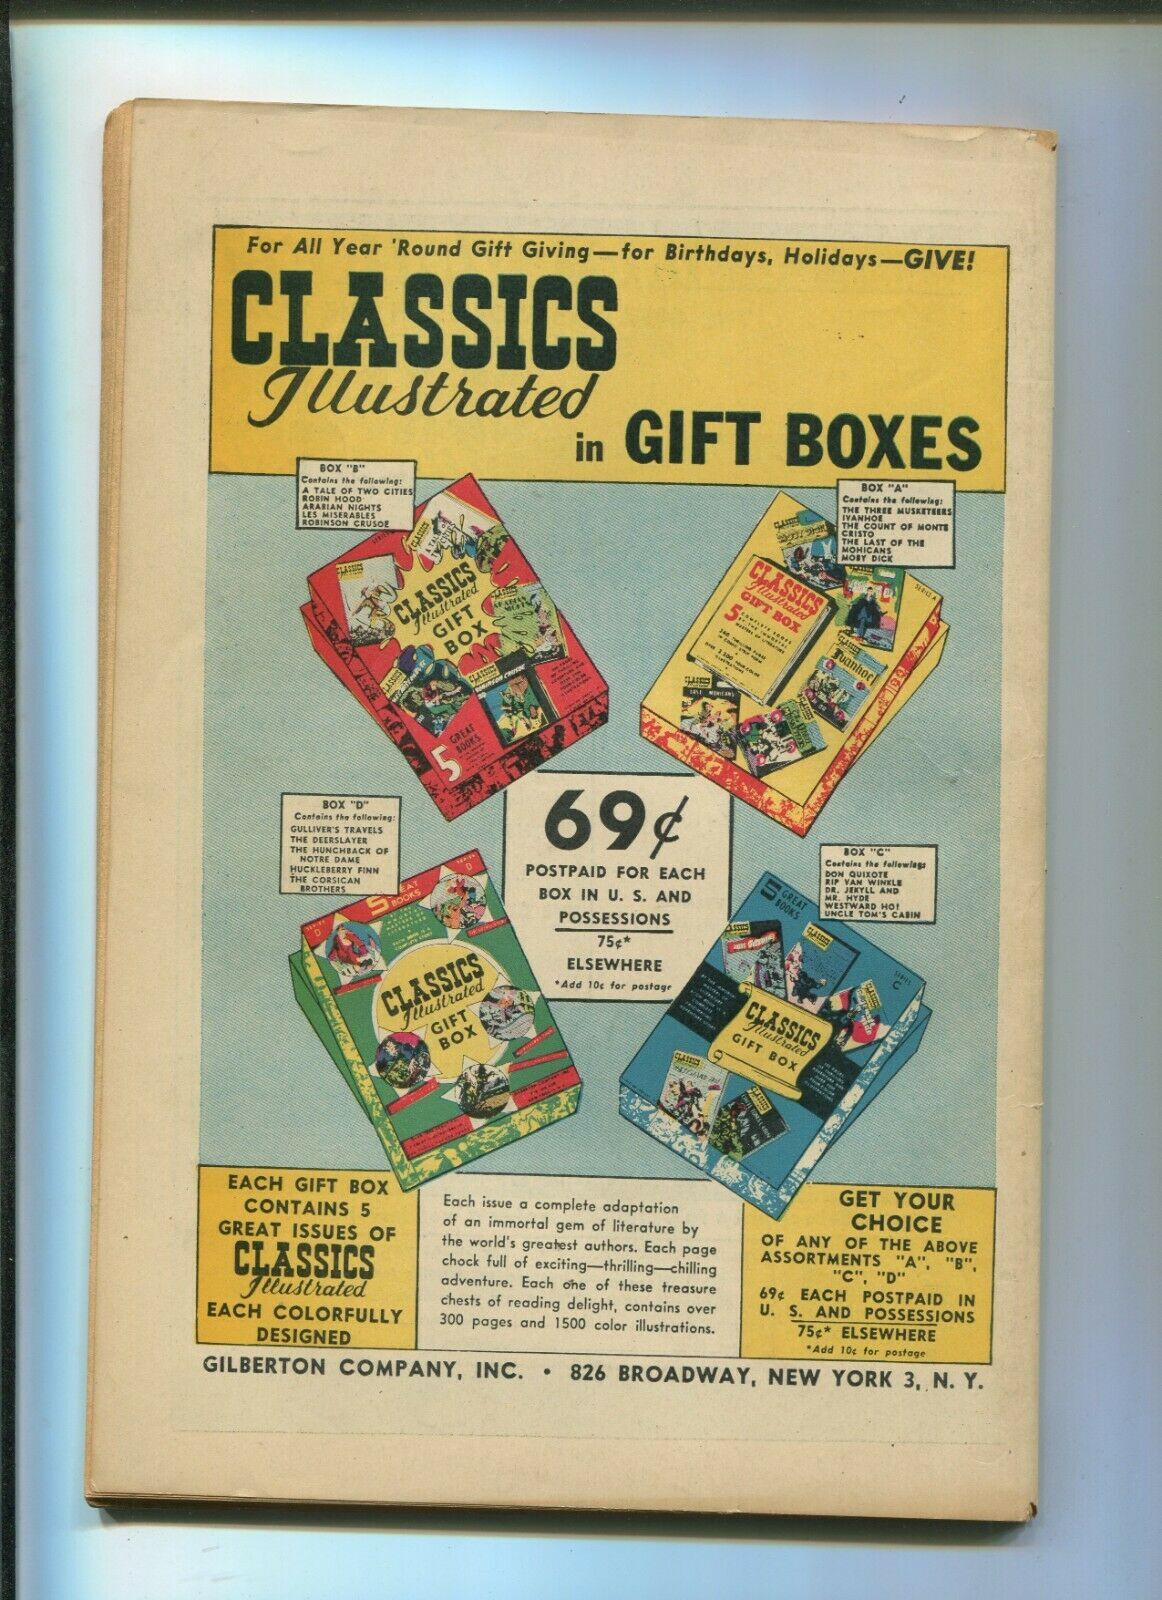 For All Year 'Round Gift Giving—for Birthdays, Holidays—GIVE!
CLASSICS
Illustrated
in GIFT BOXES
BOX "B"
Contains the following:
A TALE OF TWO CITIES
ROBIN HOOD
ARABIAN NIGHTS
LES MISERABLES
ROBINSON CRUSOE
BOX "A"
Contains the following:
THE THREE MUSKETEERS
IVANHOE
THE COUNT OF MONTE
CRISTO
THE LAST OF THE
MOHICANS
MOBY DICK
CLASSICS
Illustrated
GIFT
BOX
5 GREAT
BOOKS
CLASSICS
Illustrated
GIFT BOX
5
SERIES A
Ivanhoe
BOX "D"
Contains the following:
GULLIVER'S TRAVELS
THE DEERSLAYER
THE HUNCHBACK OF
NOTRE DAME
HUCKLEBERRY FINN
THE CORSICAN
BROTHERS
69¢
POSTPAID FOR EACH
BOX IN U. S. AND
POSSESSIONS
75¢*
ELSEWHERE
*Add 10¢ for postage
BOX "C"
Contains the followings
DON QUIXOTE
RIP VAN WINKLE
DR. JEKYLL AND
MR. HYDE
WESTWARD HO!
UNCLE TOM'S CABIN
5 GREAT
BOOKS
SERIES
D
CLASSICS
Illustrated
GIFT
BOX
5 GREAT
BOOKS
SERIES
C
CLASSICS
Illustrated
GIFT BOX
EACH GIFT BOX
CONTAINS 5
GREAT ISSUES OF
CLASSICS
Illustrated
EACH COLORFULLY
DESIGNED
Each issue a complete adaptation
of an immortal gem of literature by
the world's greatest authors. Each page
chock full of exciting—thrilling—chilling
adventure. Each one of these treasure
chests of reading delight, contains over
300 pages and 1500 color illustrations.
GET YOUR
CHOICE
OF ANY OF THE ABOVE
ASSORTMENTS "A", "B",
"C", "D"
69¢ EACH POSTPAID IN
U. S. AND POSSESSIONS
75¢* ELSEWHERE
*Add 10¢ for postage
GILBERTON COMPANY, INC. • 826 BROADWAY, NEW YORK 3, N. Y.